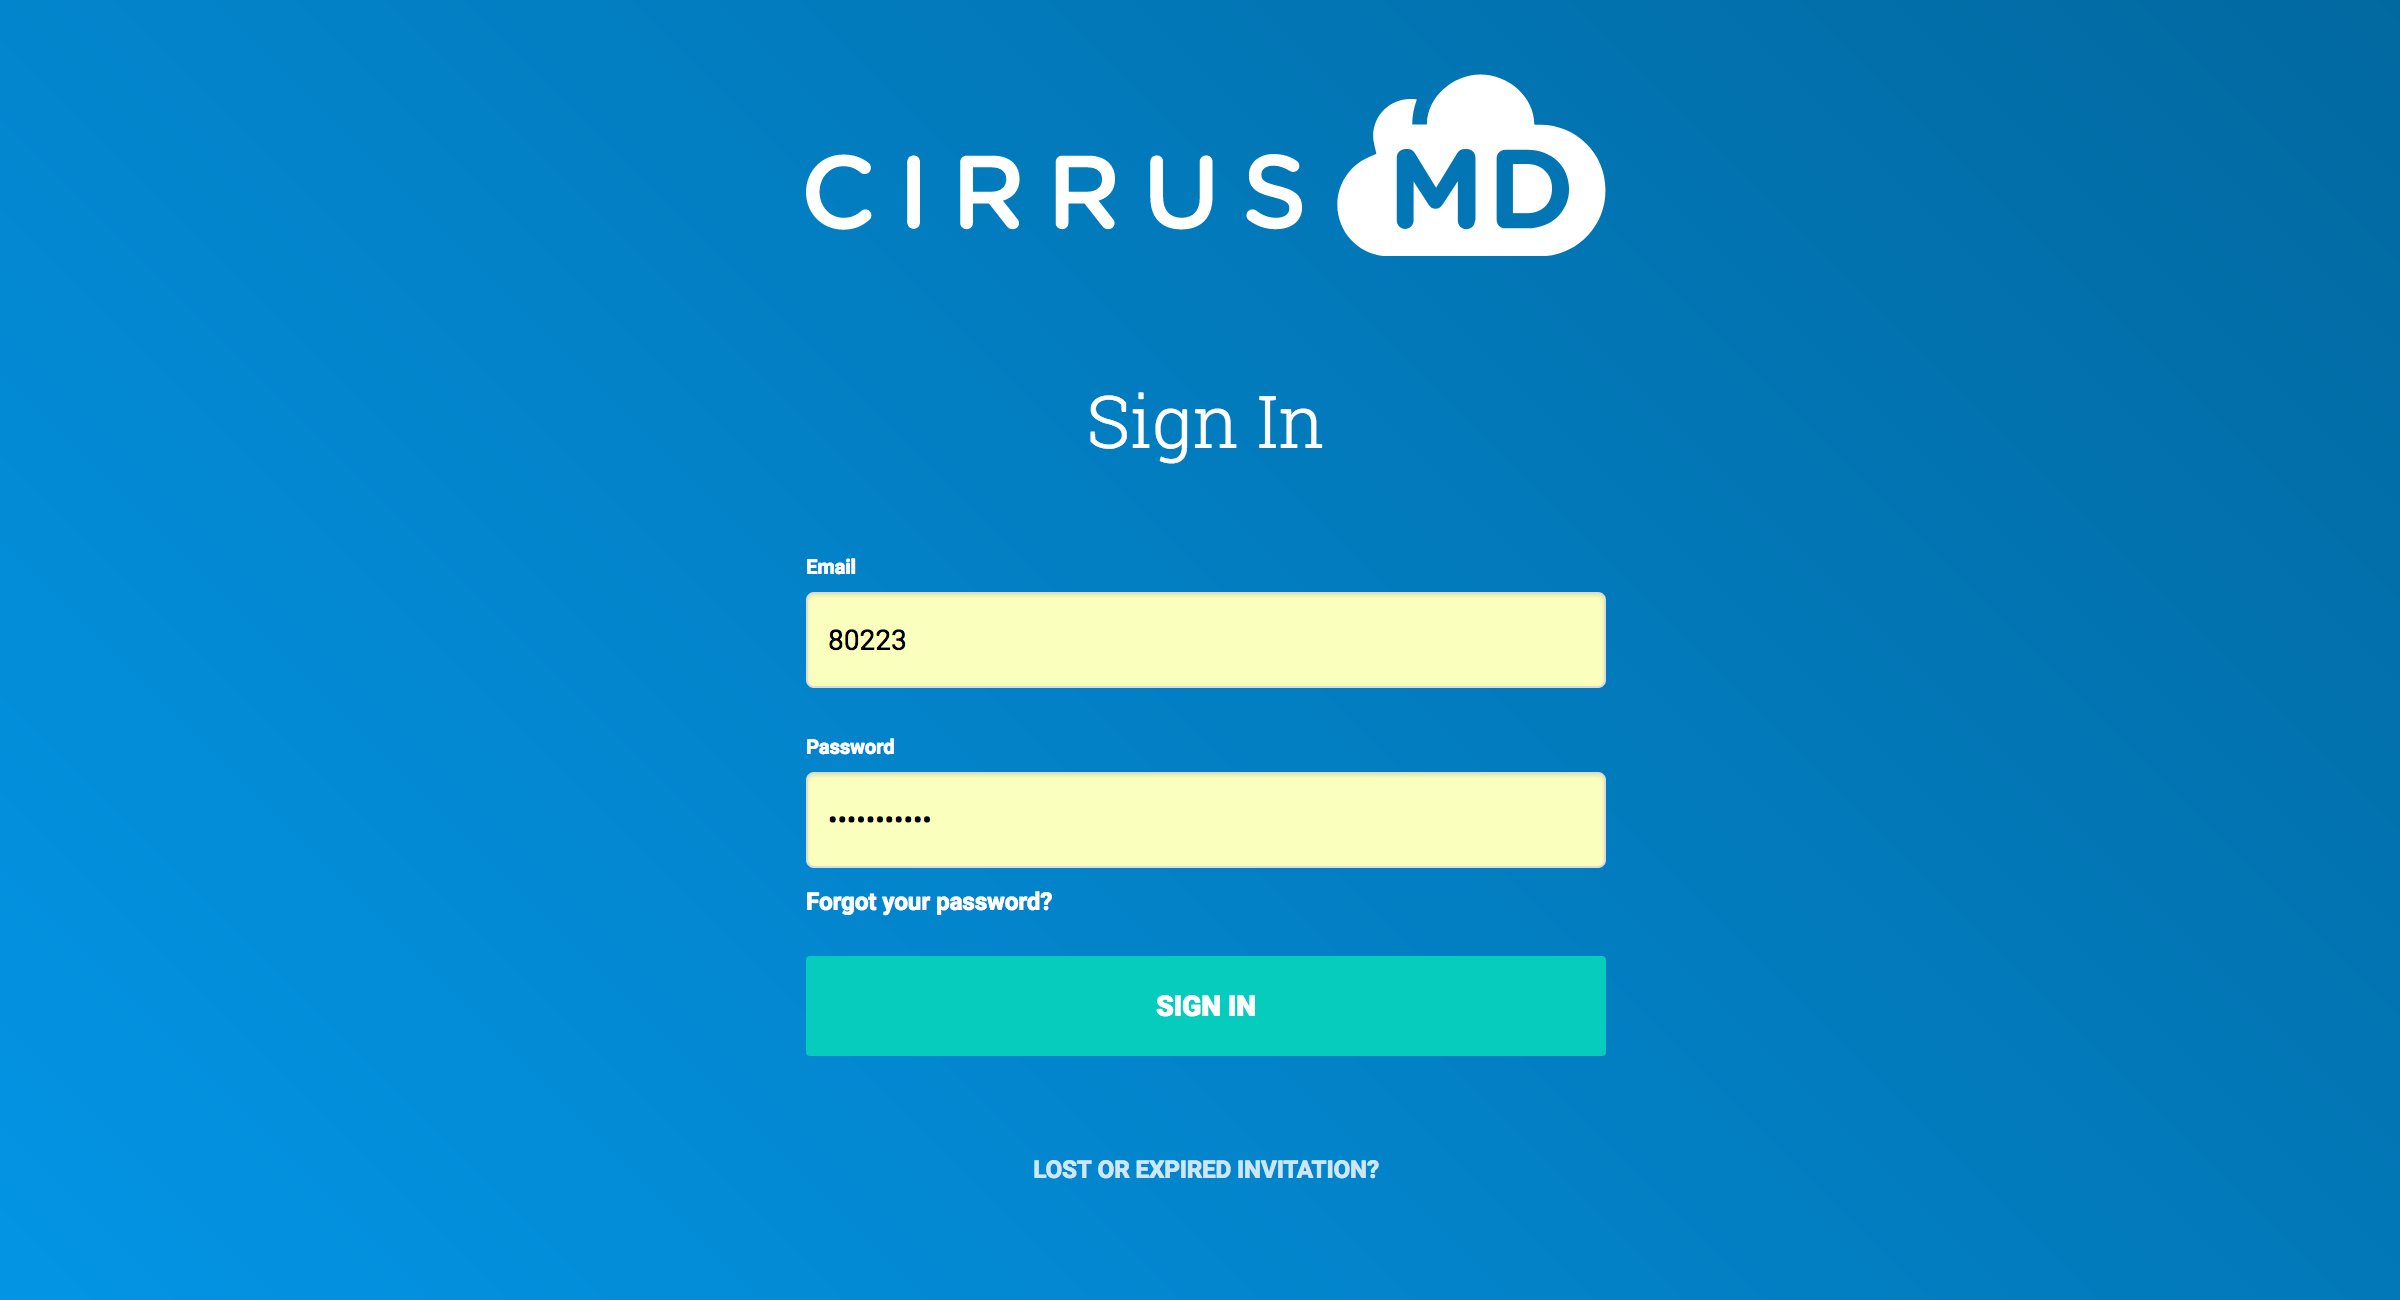 CIRRUS MD
Sign In
Email
80223
Password
•••••••••••
Forgot your password?
SIGN IN
LOST OR EXPIRED INVITATION?